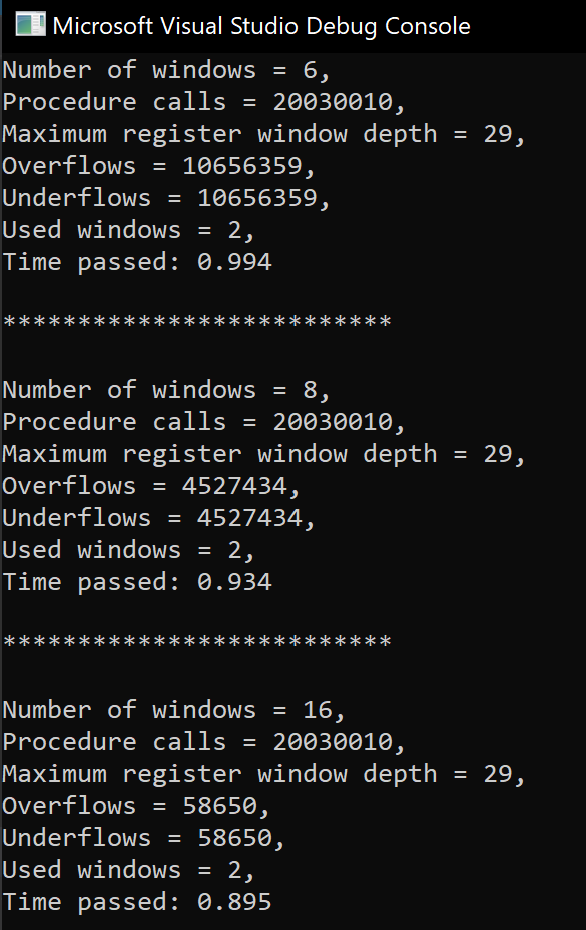 Microsoft Visual Studio Debug Console
Number of windows = 6,
Procedure calls = 20030010,
Maximum register window depth = 29,
Overflows = 10656359,
Underflows = 10656359,
Used windows = 2,
Time passed: 0.994
**************************
Number of windows = 8,
Procedure calls = 20030010,
Maximum register window depth = 29,
Overflows = 4527434,
Underflows = 4527434,
Used windows = 2,
Time passed: 0.934
**************************
Number of windows = 16,
Procedure calls = 20030010,
Maximum register window depth = 29,
Overflows = 58650,
Underflows = 58650,
Used windows = 2,
Time passed: 0.895